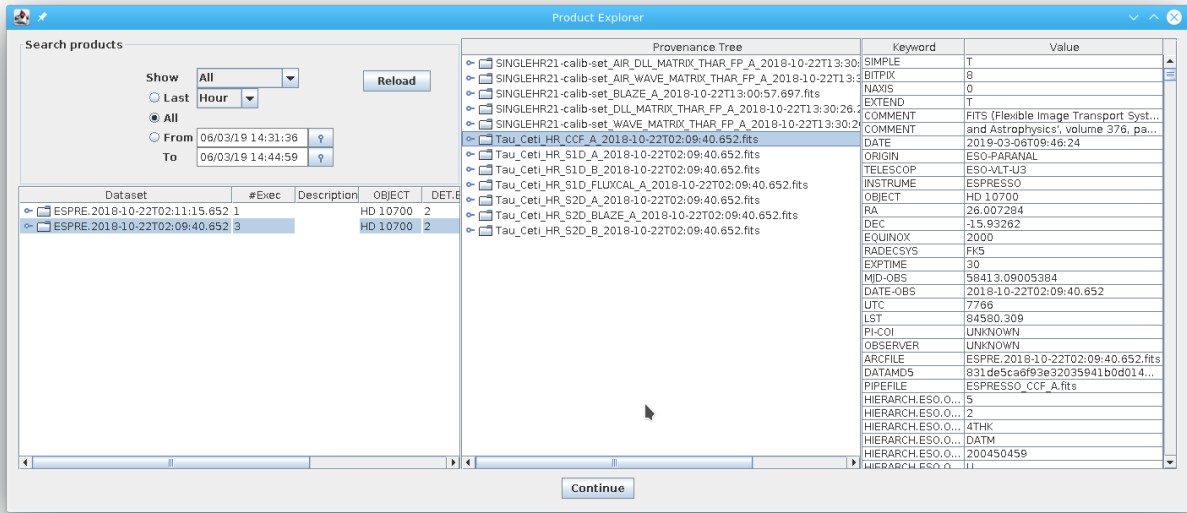 Product Explorer
Search products
Show All
Reload
Last Hour
All
From 06/03/19 14:31:36
To 06/03/19 14:44:59
Dataset #Exec Description OBJECT DET.B
ESPRE.2018-10-22T02:11:15.652 1 HD 10700 2
ESPRE.2018-10-22T02:09:40.652 3 HD 10700 2
Provenance Tree
SINGLEHR21-calib-set_AIR_DLL_MATRIX_THAR_FP_A_2018-10-22T13:30:
SINGLEHR21-calib-set_AIR_WAVE_MATRIX_THAR_FP_A_2018-10-22T13:3
SINGLEHR21-calib-set_BLAZE_A_2018-10-22T13:00:57.697.fits
SINGLEHR21-calib-set_DLL_MATRIX_THAR_FP_A_2018-10-22T13:30:26.2
SINGLEHR21-calib-set_WAVE_MATRIX_THAR_FP_A_2018-10-22T13:30:2
Tau_Ceti_HR_CCF_A_2018-10-22T02:09:40.652.fits
Tau_Ceti_HR_S1D_A_2018-10-22T02:09:40.652.fits
Tau_Ceti_HR_S1D_B_2018-10-22T02:09:40.652.fits
Tau_Ceti_HR_S1D_FLUXCAL_A_2018-10-22T02:09:40.652.fits
Tau_Ceti_HR_S2D_A_2018-10-22T02:09:40.652.fits
Tau_Ceti_HR_S2D_BLAZE_A_2018-10-22T02:09:40.652.fits
Tau_Ceti_HR_S2D_B_2018-10-22T02:09:40.652.fits
Keyword Value
SIMPLE T
BITPIX 8
NAXIS 0
EXTEND T
COMMENT FITS (Flexible Image Transport Syst...
COMMENT and Astrophysics', volume 376, pa...
DATE 2019-03-06T09:46:24
ORIGIN ESO-PARANAL
TELESCOP ESO-VLT-U3
INSTRUME ESPRESSO
OBJECT HD 10700
RA 26.007284
DEC -15.93262
EQUINOX 2000
RADECSYS FK5
EXPTIME 30
MJD-OBS 58413.09005384
DATE-OBS 2018-10-22T02:09:40.652
UTC 7766
LST 84580.309
PI-COI UNKNOWN
OBSERVER UNKNOWN
ARCFILE ESPRE.2018-10-22T02:09:40.652.fits
DATAMD5 831de5ca6f93e32035941b0d014...
PIPEFILE ESPRESSO_CCF_A.fits
HIERARCH.ESO.O... 5
HIERARCH.ESO.O... 2
HIERARCH.ESO.O... 4THK
HIERARCH.ESO.O... DATM
HIERARCH.ESO.O... 200450459
Continue